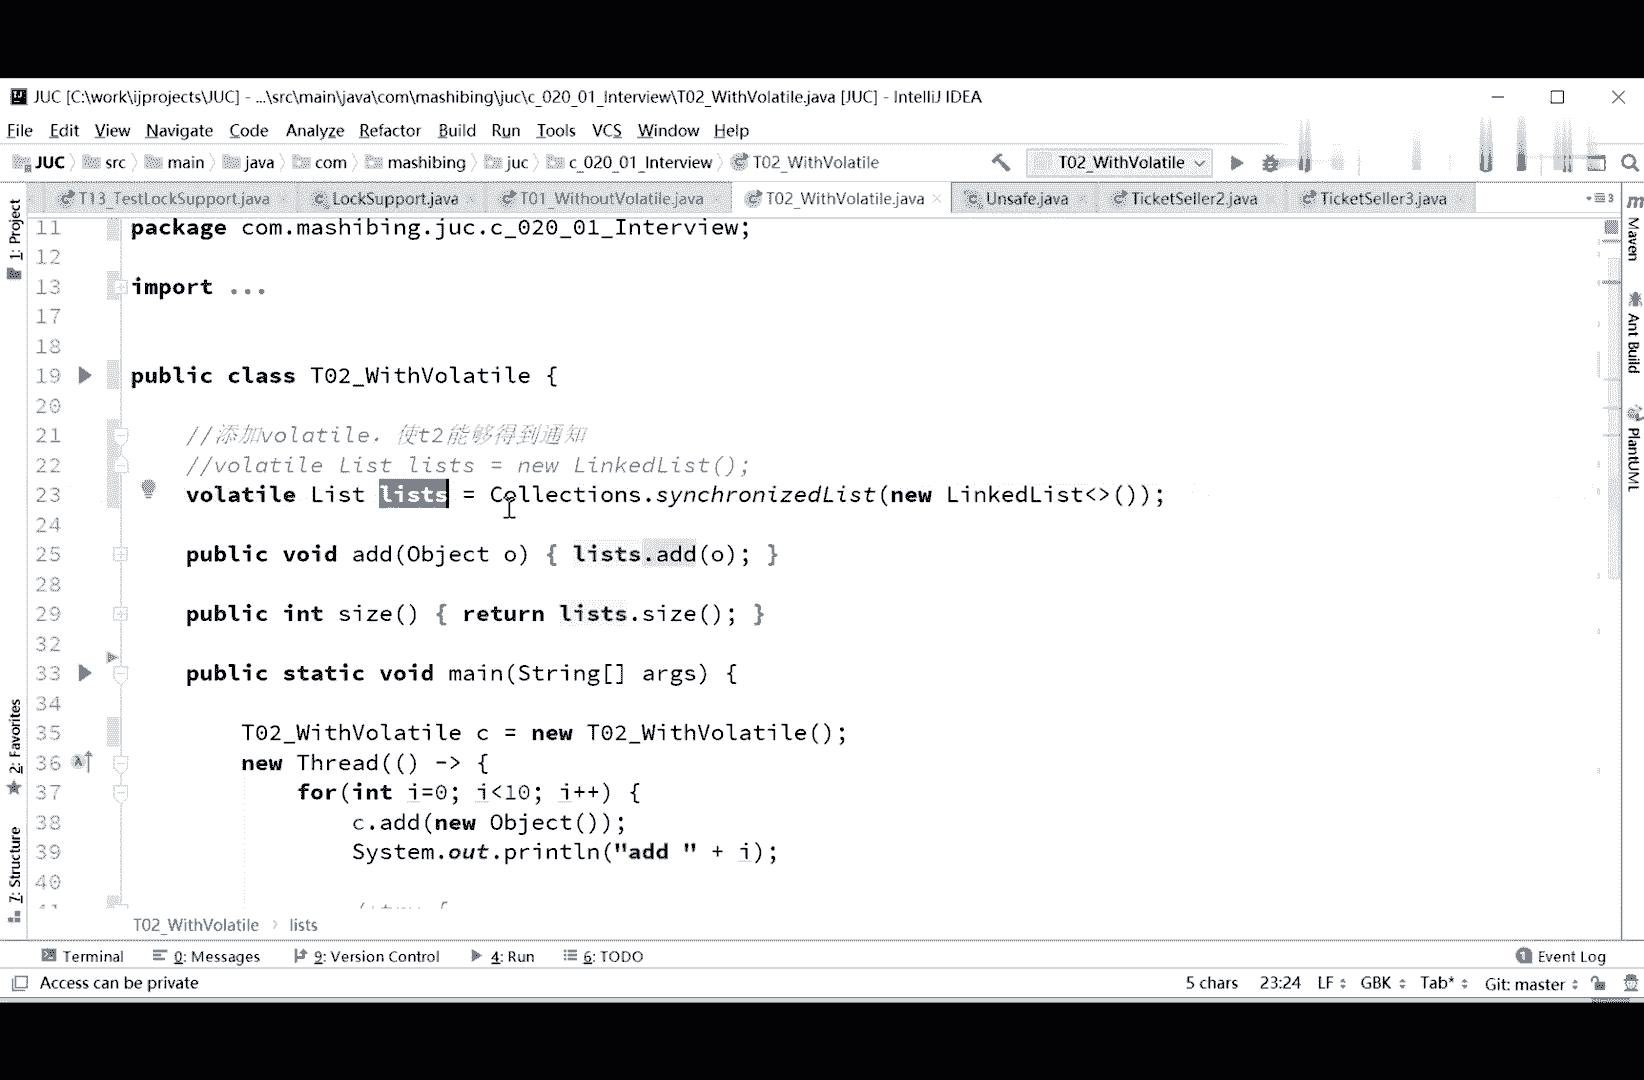 JUC [C:\work\ijprojects\JUC] - ...\src\main\java\com\mashibing\juc\c_020_01_Interview\T02_WithVolatile.java [JUC] - IntelliJ IDEA
File Edit View Navigate Code Analyze Refactor Build Run Tools VCS Window Help
JUC src main java com mashibing juc c_020_01_Interview T02_WithVolatile T02_WithVolatile
T13_TestLockSupport.java LockSupport.java T01_WithoutVolatile.java T02_WithVolatile.java Unsafe.java TicketSeller2.java TicketSeller3.java 3
1: Project
2: Favorites
7: Structure
11 package com.mashibing.juc.c_020_01_Interview;
12
13 import ...
17
18
19 public class T02_WithVolatile {
20
21 //添加volatile. 使t2能够得到通知
22 //volatile List lists = new LinkedList();
23 volatile List lists = Collections.synchronizedList(new LinkedList<>());
24
25 public void add(Object o) { lists.add(o); }
28
29 public int size() { return lists.size(); }
32
33 public static void main(String[] args) {
34
35 T02_WithVolatile c = new T02_WithVolatile();
36 new Thread(() -> {
37 for(int i=0; i<10; i++) {
38 c.add(new Object());
39 System.out.println("add " + i);
40
Maven
Ant Build
PlantUML
T02_WithVolatile › lists
Terminal 0: Messages 9: Version Control 4: Run 6: TODO 1 Event Log
Access can be private 5 chars 23:24 LF GBK Tab* Git: master